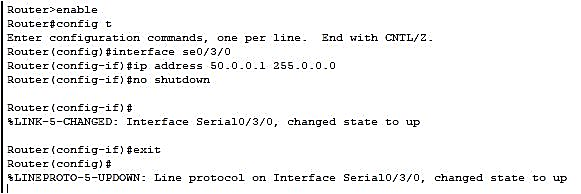 Router>enable
Router#config t
Enter configuration commands, one per line.  End with CNTL/Z.
Router(config)#interface se0/3/0
Router(config-if)#ip address 50.0.0.1 255.0.0.0
Router(config-if)#no shutdown
Router(config-if)#
%LINK-5-CHANGED: Interface Serial0/3/0, changed state to up
Router(config-if)#exit
Router(config)#
%LINEPROTO-5-UPDOWN: Line protocol on Interface Serial0/3/0, changed state to up